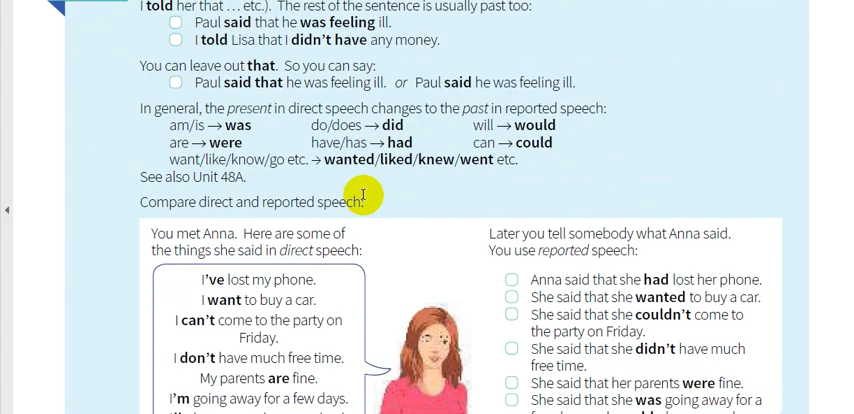 I told her that … etc.). The rest of the sentence is usually past too:
Paul said that he was feeling ill.
I told Lisa that I didn't have any money.
You can leave out that. So you can say:
Paul said that he was feeling ill. or Paul said he was feeling ill.
In general, the present in direct speech changes to the past in reported speech:
am/is → was do/does → did will → would
are → were have/has → had can → could
want/like/know/go etc. → wanted/liked/knew/went etc.
See also Unit 48A.
Compare direct and reported speech:
You met Anna. Here are some of
the things she said in direct speech:
I've lost my phone.
I want to buy a car.
I can't come to the party on
Friday.
I don't have much free time.
My parents are fine.
I'm going away for a few days.
Later you tell somebody what Anna said.
You use reported speech:
Anna said that she had lost her phone.
She said that she wanted to buy a car.
She said that she couldn't come to
the party on Friday.
She said that she didn't have much
free time.
She said that her parents were fine.
She said that she was going away for a